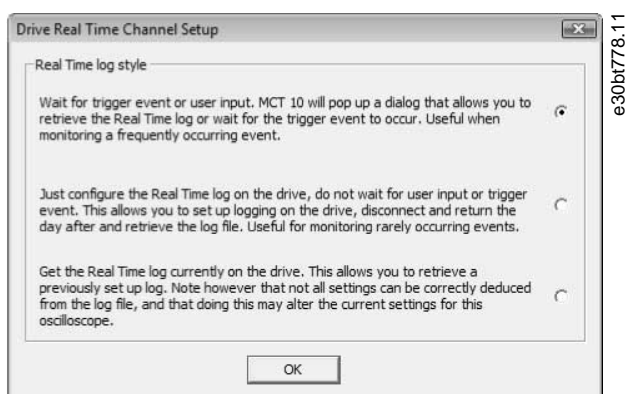 Drive Real Time Channel Setup
Real Time log style
Wait for trigger event or user input. MCT 10 will pop up a dialog that allows you to
retrieve the Real Time log or wait for the trigger event to occur. Useful when
monitoring a frequently occurring event.
Just configure the Real Time log on the drive, do not wait for user input or trigger
event. This allows you to set up logging on the drive, disconnect and return the
day after and retrieve the log file. Useful for monitoring rarely occurring events.
Get the Real Time log currently on the drive. This allows you to retrieve a
previously set up log. Note however that not all settings can be correctly deduced
from the log file, and that doing this may alter the current settings for this
oscilloscope.
OK
e30bt778.11